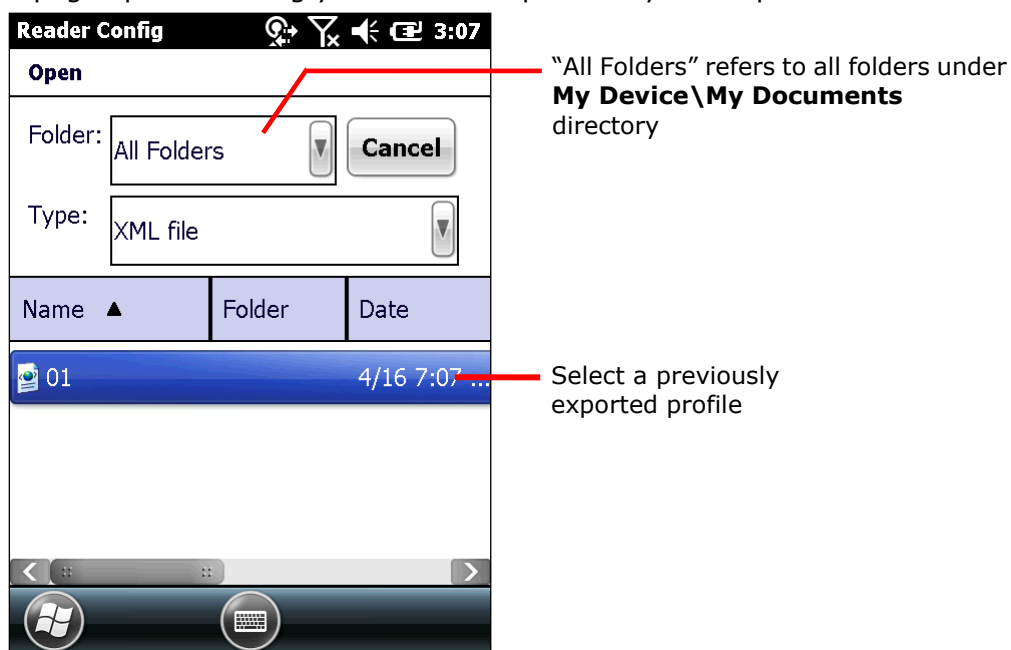 Reader Config 3:07
Open
Folder: All Folders Cancel
Type: XML file
Name ▲ Folder Date
01 4/16 7:07 ...
“All Folders” refers to all folders under
My Device\My Documents
directory
Select a previously
exported profile